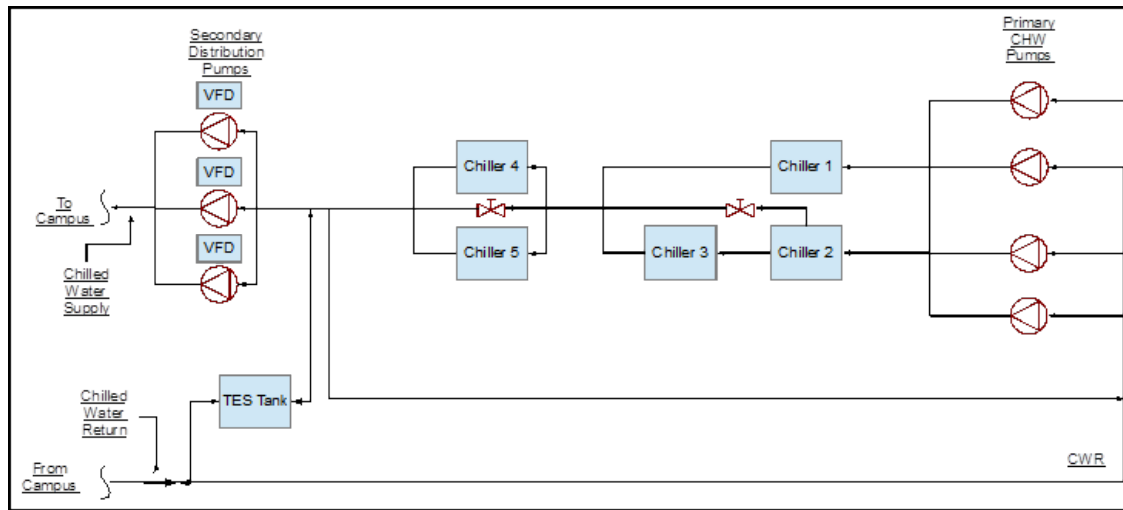 Secondary
Distribution
Pumps
VFD
VFD
VFD
Primary
CHW
Pumps
Chiller 4
Chiller 1
Chiller 5
Chiller 3
Chiller 2
To
Campus
Chilled
Water
Supply
TES Tank
Chilled
Water
Return
From
Campus
CWR